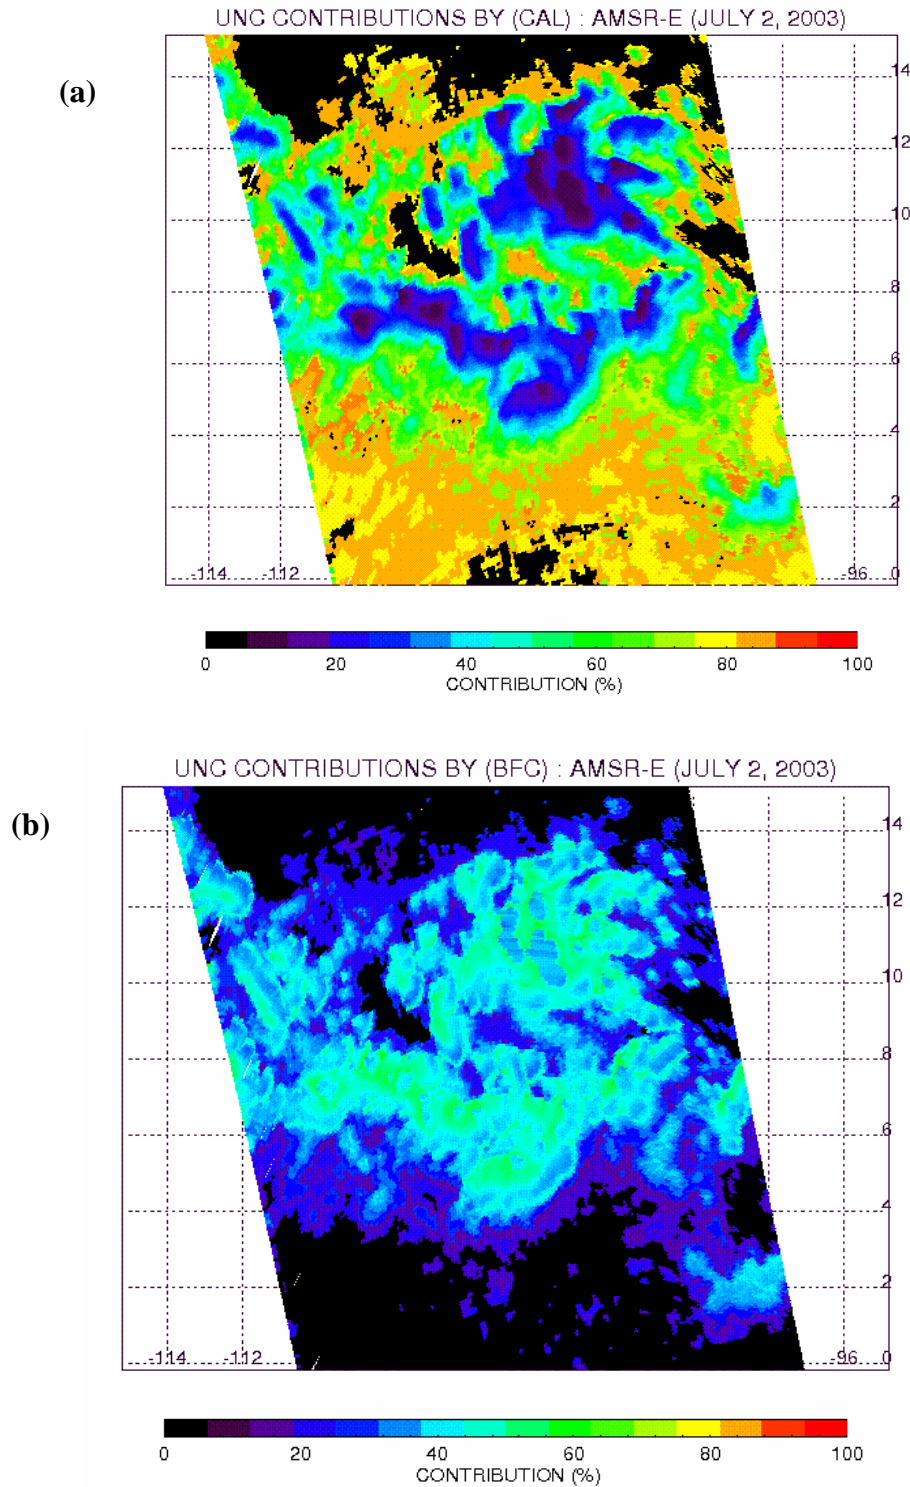 UNC CONTRIBUTIONS BY (CAL) : AMSR-E (JULY 2, 2003)
(a)
14
12
10
8
6
4
2
-114 -112 -96 0
0 20 40 60 80 100
CONTRIBUTION (%)
UNC CONTRIBUTIONS BY (BFC) : AMSR-E (JULY 2, 2003)
(b)
14
12
10
8
6
4
2
-114 -112 -96 0
0 20 40 60 80 100
CONTRIBUTION (%)